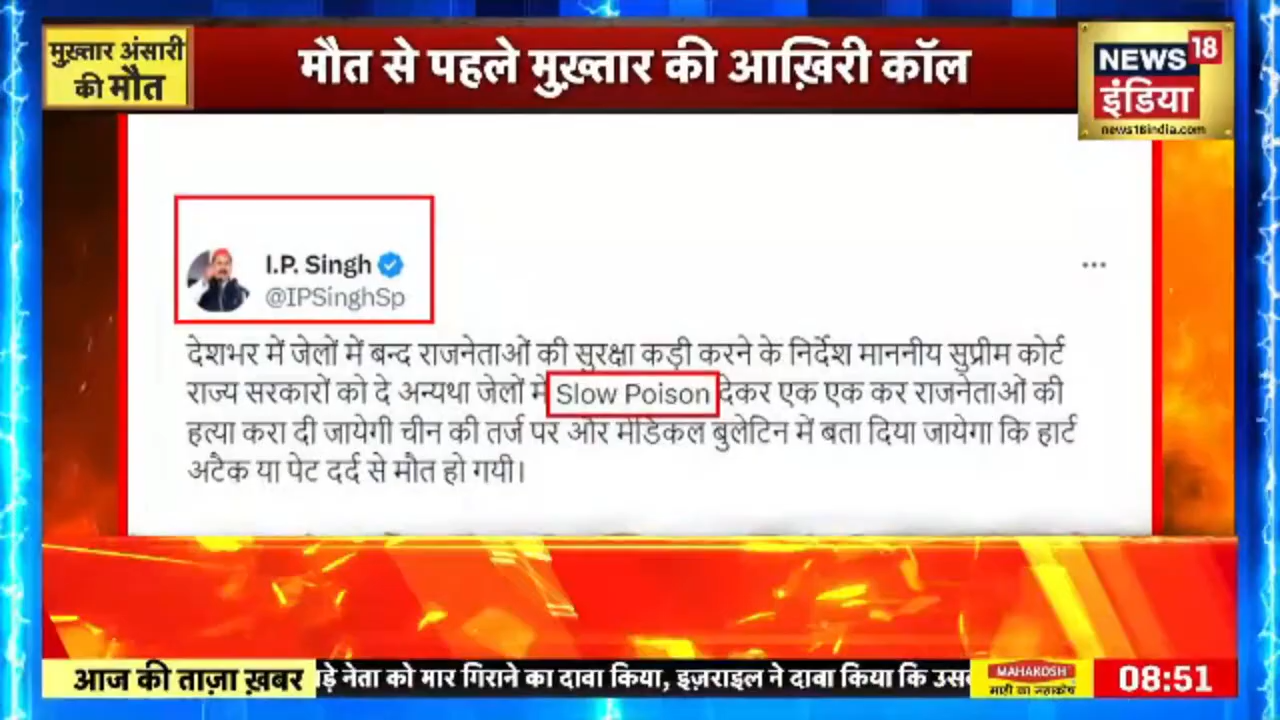 मुख़्तार अंसारी
की मौत
मौत से पहले मुख़्तार की आख़िरी कॉल
NEWS 18
इंडिया
news18india.com
I.P. Singh
@IPSinghSp
देशभर में जेलों में बन्द राजनेताओं की सुरक्षा कड़ी करने के निर्देश माननीय सुप्रीम कोर्ट
राज्य सरकारों को दे अन्यथा जेलों में Slow Poison देकर एक एक कर राजनेताओं की
हत्या करा दी जायेगी चीन की तर्ज पर और मेडिकल बुलेटिन में बता दिया जायेगा कि हार्ट
अटैक या पेट दर्द से मौत हो गयी।
आज की ताज़ा ख़बर
नेता को मार गिराने का दावा किया, इज़राइल ने दावा किया कि
MAHAKOSH
08:51